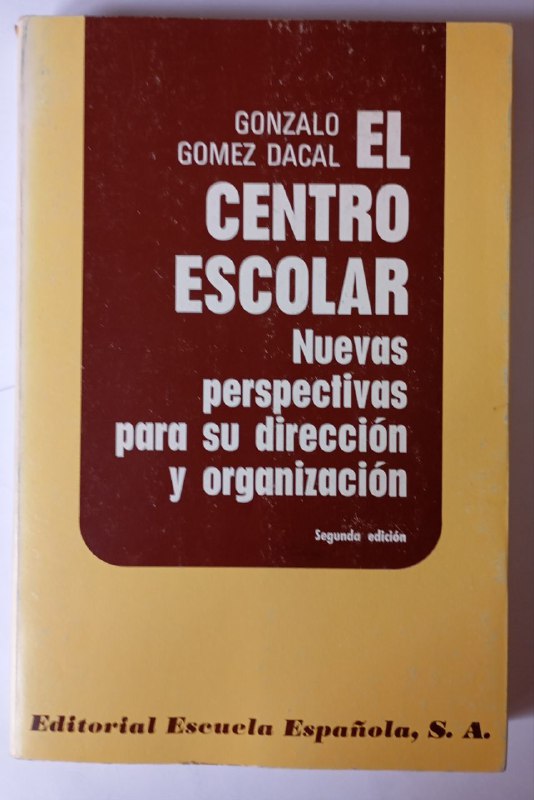 GONZALO
GOMEZ DACAL EL
CENTRO
ESCOLAR
Nuevas
perspectivas
para su dirección
y organización
Segunda edición
Editorial Escuela Española, S. A.